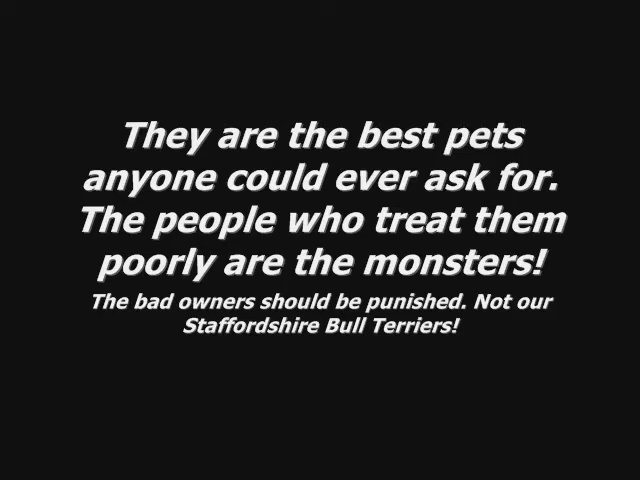 They are the best pets
anyone could ever ask for.
The people who treat them
poorly are the monsters!
The bad owners should be punished. Not our
Staffordshire Bull Terriers!